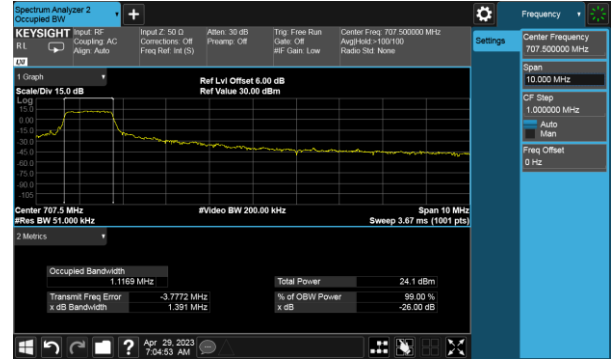 Spectrum Analyzer 2
Occupied BW
Frequency
KEYSIGHT
RL
LXI
Input: RF
Coupling: AC
Align: Auto
Input Z: 50 Ω
Corrections: Off
Freq Ref: Int (S)
Atten: 30 dB
Preamp: Off
Trig: Free Run
Gate: Off
#IF Gain: Low
Center Freq: 707.500000 MHz
Avg|Hold:>100/100
Radio Std: None
Settings
Center Frequency
707.500000 MHz
Span
10.000 MHz
CF Step
1.000000 MHz
Auto
Man
Freq Offset
0 Hz
1 Graph
Scale/Div 15.0 dB
Ref Lvl Offset 6.00 dB
Ref Value 30.00 dBm
Log
15.0
0.00
-15.0
-30.0
-45.0
-60.0
-75.0
-90.0
-105
Center 707.5 MHz
#Video BW 200.00 kHz
Span 10 MHz
#Res BW 51.000 kHz
Sweep 3.67 ms (1001 pts)
2 Metrics
Occupied Bandwidth
1.1169 MHz
Total Power 24.1 dBm
Transmit Freq Error -3.7772 MHz
% of OBW Power 99.00 %
x dB Bandwidth 1.391 MHz
x dB -26.00 dB
Apr 29, 2023
7:04:53 AM